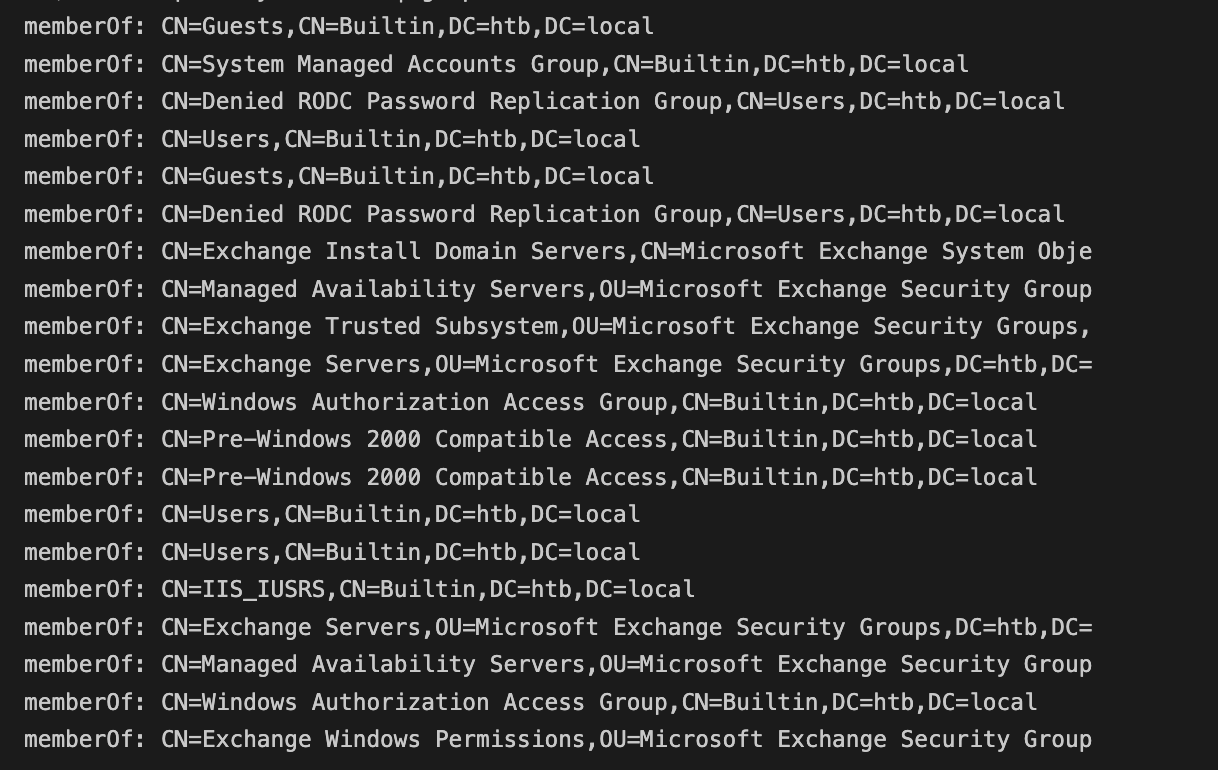 memberOf: CN=Guests,CN=Builtin,DC=htb,DC=local
memberOf: CN=System Managed Accounts Group,CN=Builtin,DC=htb,DC=local
memberOf: CN=Denied RODC Password Replication Group,CN=Users,DC=htb,DC=local
memberOf: CN=Users,CN=Builtin,DC=htb,DC=local
memberOf: CN=Guests,CN=Builtin,DC=htb,DC=local
memberOf: CN=Denied RODC Password Replication Group,CN=Users,DC=htb,DC=local
memberOf: CN=Exchange Install Domain Servers,CN=Microsoft Exchange System Obje
memberOf: CN=Managed Availability Servers,OU=Microsoft Exchange Security Group
memberOf: CN=Exchange Trusted Subsystem,OU=Microsoft Exchange Security Groups,
memberOf: CN=Exchange Servers,OU=Microsoft Exchange Security Groups,DC=htb,DC=
memberOf: CN=Windows Authorization Access Group,CN=Builtin,DC=htb,DC=local
memberOf: CN=Pre-Windows 2000 Compatible Access,CN=Builtin,DC=htb,DC=local
memberOf: CN=Pre-Windows 2000 Compatible Access,CN=Builtin,DC=htb,DC=local
memberOf: CN=Users,CN=Builtin,DC=htb,DC=local
memberOf: CN=Users,CN=Builtin,DC=htb,DC=local
memberOf: CN=IIS_IUSRS,CN=Builtin,DC=htb,DC=local
memberOf: CN=Exchange Servers,OU=Microsoft Exchange Security Groups,DC=htb,DC=
memberOf: CN=Managed Availability Servers,OU=Microsoft Exchange Security Group
memberOf: CN=Windows Authorization Access Group,CN=Builtin,DC=htb,DC=local
memberOf: CN=Exchange Windows Permissions,OU=Microsoft Exchange Security Group